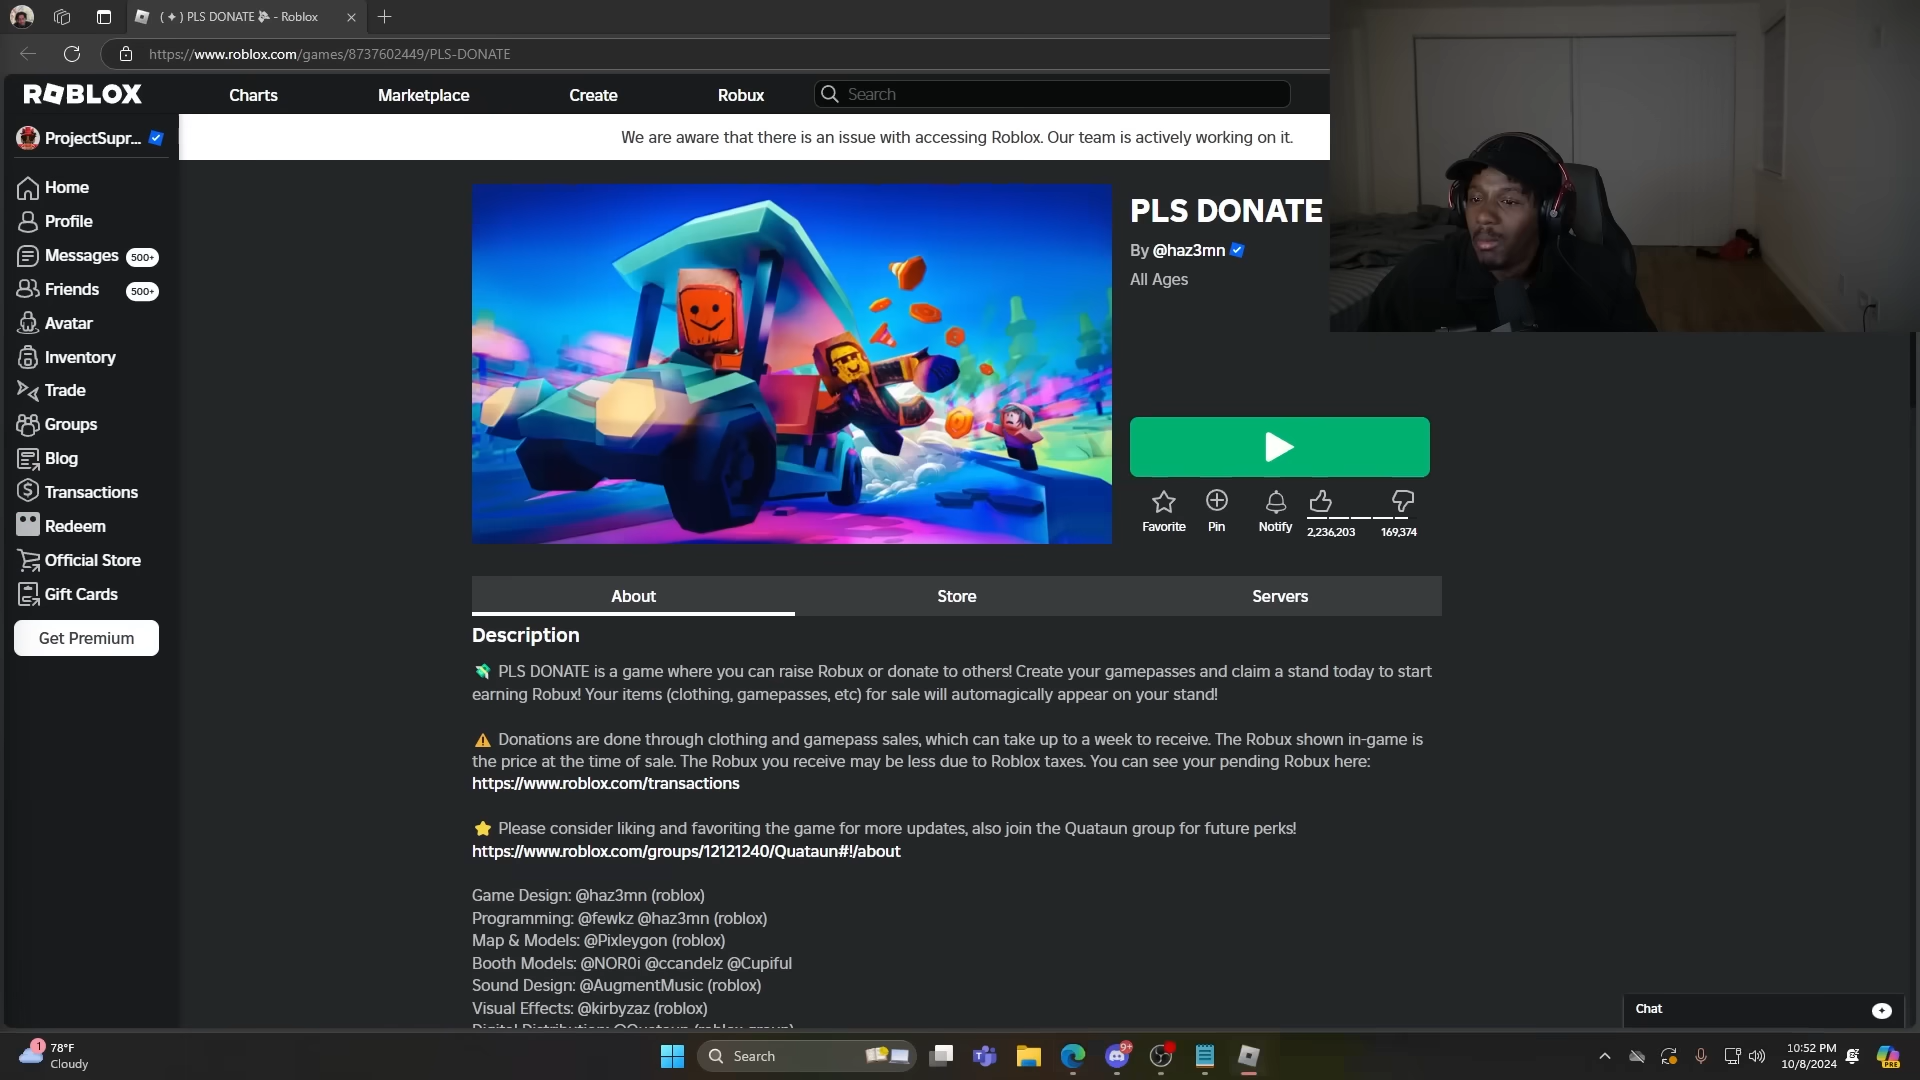 ( ✦ ) PLS DONATE 💸 - Roblox
https://www.roblox.com/games/8737602449/PLS-DONATE
ROBLOX
Charts
Marketplace
Create
Robux
Search
ProjectSupr...
We are aware that there is an issue with accessing Roblox. Our team is actively working on it.
Home
Profile
Messages 500+
Friends 500+
Avatar
Inventory
Trade
Groups
Blog
Transactions
Redeem
Official Store
Gift Cards
Get Premium
PLS DONATE
By @haz3mn
All Ages
Favorite
Pin
Notify
2,236,203
169,374
About
Store
Servers
Description
💸 PLS DONATE is a game where you can raise Robux or donate to others! Create your gamepasses and claim a stand today to start
earning Robux! Your items (clothing, gamepasses, etc) for sale will automagically appear on your stand!
⚠️ Donations are done through clothing and gamepass sales, which can take up to a week to receive. The Robux shown in-game is
the price at the time of sale. The Robux you receive may be less due to Roblox taxes. You can see your pending Robux here:
https://www.roblox.com/transactions
⭐ Please consider liking and favoriting the game for more updates, also join the Quataun group for future perks!
https://www.roblox.com/groups/12121240/Quataun#!/about
Game Design: @haz3mn (roblox)
Programming: @fewkz @haz3mn (roblox)
Map & Models: @Pixleygon (roblox)
Booth Models: @NOR0i @ccandelz @Cupiful
Sound Design: @AugmentMusic (roblox)
Visual Effects: @kirbyzaz (roblox)
Digital Distribution: @Quataun (roblox group)
Chat
1
78°F
Cloudy
Search
9+
10:52 PM
10/8/2024
PRE